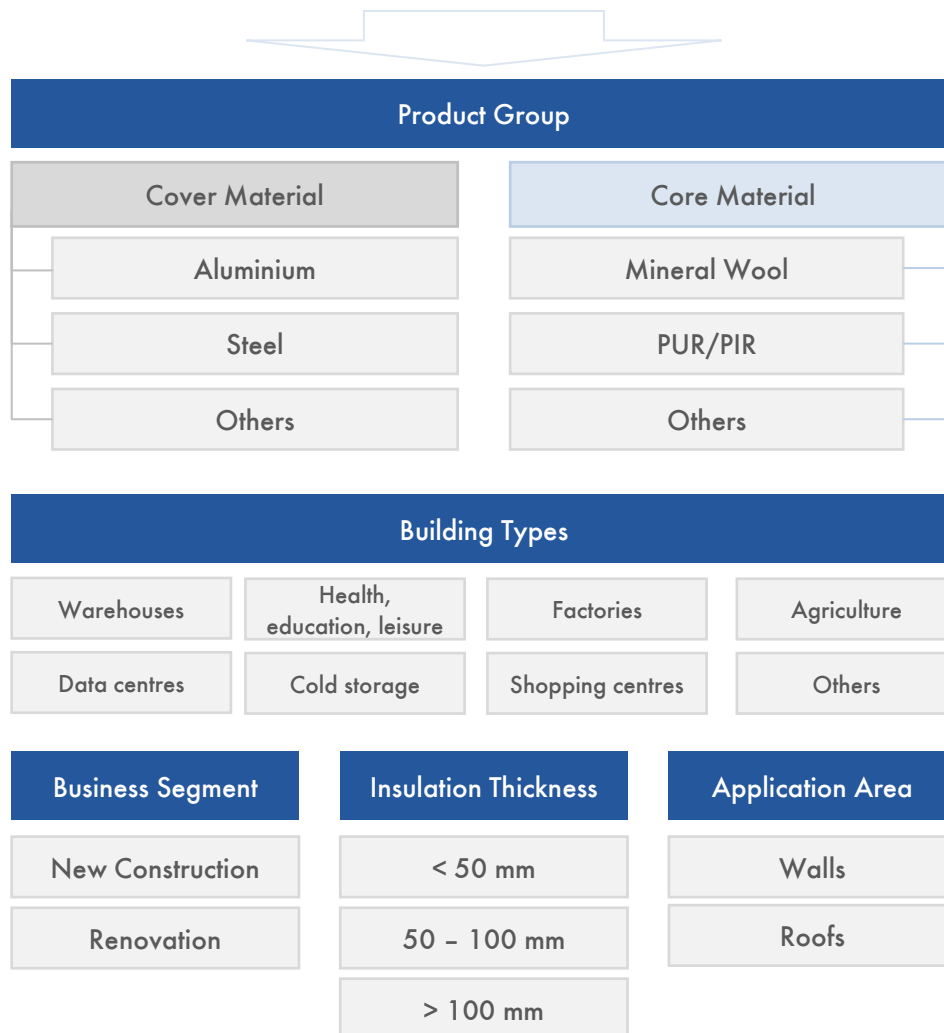 Product Group
Cover Material
Core Material
Aluminium
Mineral Wool
Steel
PUR/PIR
Others
Others
Building Types
Warehouses
Health,
education, leisure
Factories
Agriculture
Data centres
Cold storage
Shopping centres
Others
Business Segment
Insulation Thickness
Application Area
New Construction
< 50 mm
Walls
Renovation
50 – 100 mm
Roofs
> 100 mm